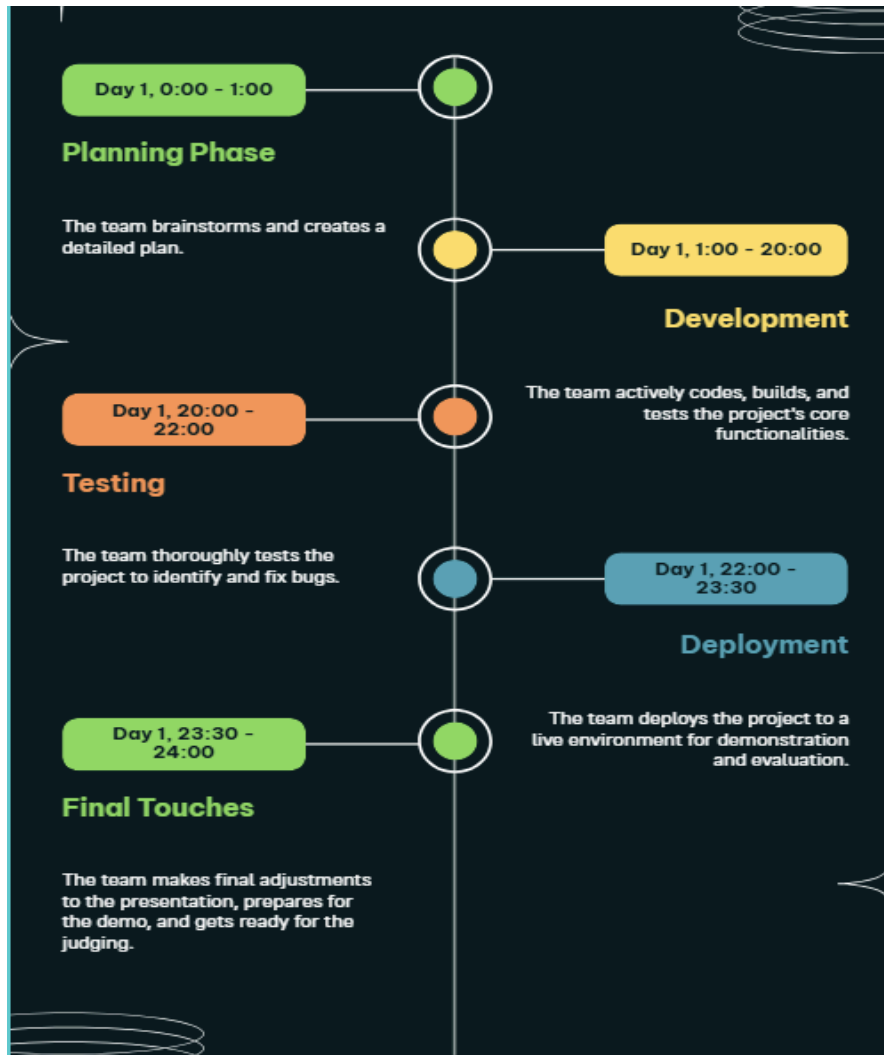 Day 1, 0:00 - 1:00
Planning Phase
The team brainstorms and creates a
detailed plan.
Day 1, 1:00 - 20:00
Development
The team actively codes, builds, and
tests the project's core
functionalities.
Day 1, 20:00 -
22:00
Testing
The team thoroughly tests the
project to identify and fix bugs.
Day 1, 22:00 -
23:30
Deployment
The team deploys the project to a
live environment for demonstration
and evaluation.
Day 1, 23:30 -
24:00
Final Touches
The team makes final adjustments
to the presentation, prepares for
the demo, and gets ready for the
judging.